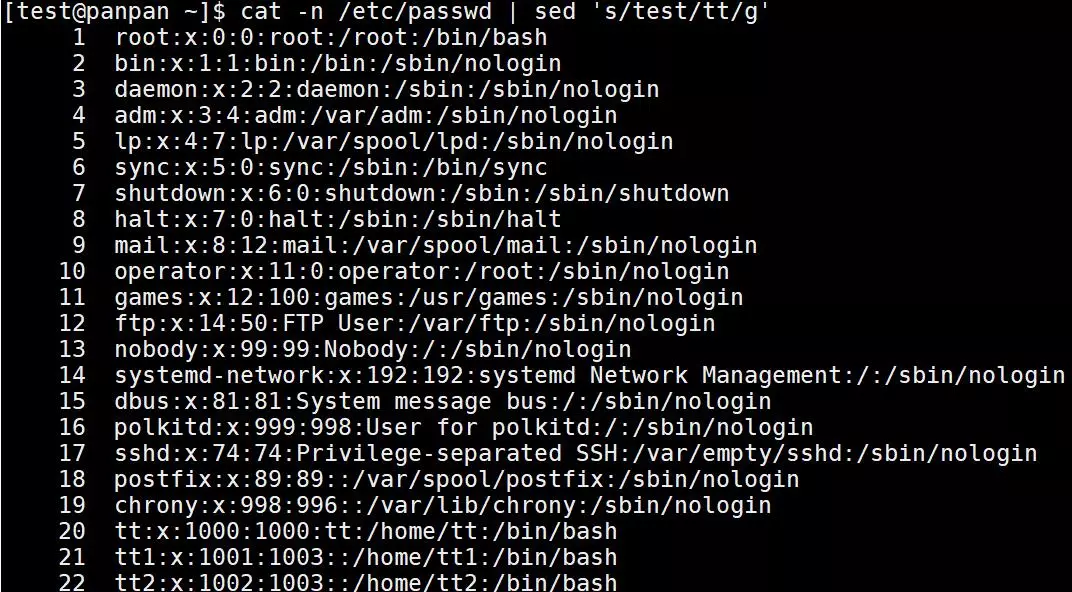 [test@panpan ~]$ cat -n /etc/passwd | sed 's/test/tt/g'
1 root:x:0:0:root:/root:/bin/bash
2 bin:x:1:1:bin:/bin:/sbin/nologin
3 daemon:x:2:2:daemon:/sbin:/sbin/nologin
4 adm:x:3:4:adm:/var/adm:/sbin/nologin
5 lp:x:4:7:lp:/var/spool/lpd:/sbin/nologin
6 sync:x:5:0:sync:/sbin:/bin/sync
7 shutdown:x:6:0:shutdown:/sbin:/sbin/shutdown
8 halt:x:7:0:halt:/sbin:/sbin/halt
9 mail:x:8:12:mail:/var/spool/mail:/sbin/nologin
10 operator:x:11:0:operator:/root:/sbin/nologin
11 games:x:12:100:games:/usr/games:/sbin/nologin
12 ftp:x:14:50:FTP User:/var/ftp:/sbin/nologin
13 nobody:x:99:99:Nobody:/:/sbin/nologin
14 systemd-network:x:192:192:systemd Network Management:/:/sbin/nologin
15 dbus:x:81:81:System message bus:/:/sbin/nologin
16 polkitd:x:999:998:User for polkitd:/:/sbin/nologin
17 sshd:x:74:74:Privilege-separated SSH:/var/empty/sshd:/sbin/nologin
18 postfix:x:89:89::/var/spool/postfix:/sbin/nologin
19 chrony:x:998:996::/var/lib/chrony:/sbin/nologin
20 tt:x:1000:1000:tt:/home/tt:/bin/bash
21 tt1:x:1001:1003::/home/tt1:/bin/bash
22 tt2:x:1002:1003::/home/tt2:/bin/bash